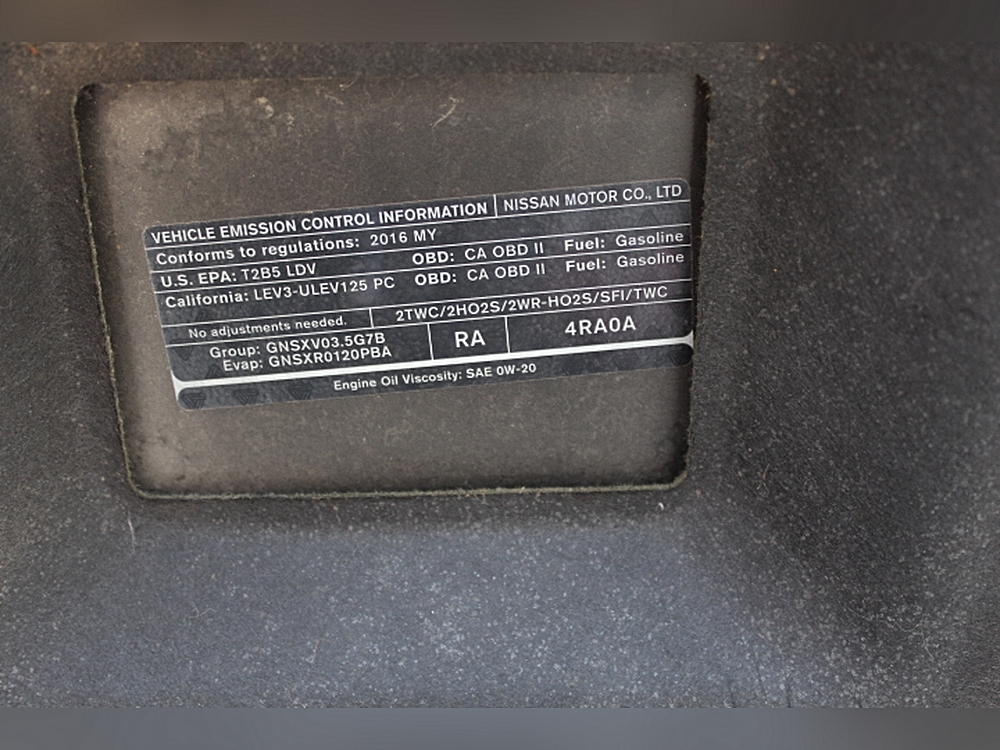 VEHICLE EMISSION CONTROL INFORMATION NISSAN MOTOR CO., LTD
Conforms to regulations: 2016 MY
U.S. EPA: T2B5 LDV OBD: CA OBD II Fuel: Gasoline
California: LEV3-ULEV125 PC OBD: CA OBD II Fuel: Gasoline
No adjustments needed. 2TWC/2HO2S/2WR-HO2S/SFI/TWC
Group: GNSXV03.5G7B RA 4RA0A
Evap: GNSXR0120PBA
Engine Oil Viscosity: SAE 0W-20